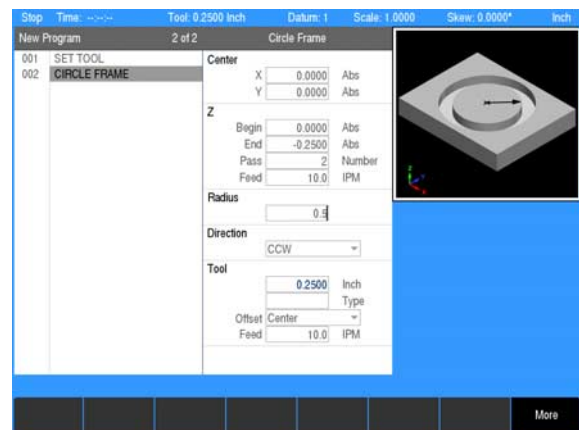 Stop Time: --:--:-- Tool: 0.2500 Inch Datum: 1 Scale: 1.0000 Skew: 0.0000° Inch
New Program 2 of 2 Circle Frame
001 SET TOOL
002 CIRCLE FRAME
Center
X 0.0000 Abs
Y 0.0000 Abs
Z
Begin 0.0000 Abs
End -0.2500 Abs
Pass 2 Number
Feed 10.0 IPM
Radius
0.5
Direction
CCW
Tool
0.2500 Inch
Type
Offset Center
Feed 10.0 IPM
More